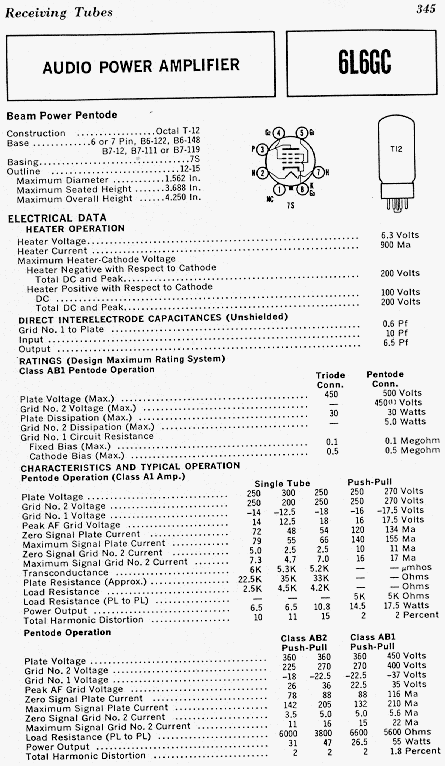 Receiving Tubes 345
AUDIO POWER AMPLIFIER
6L6GC
Beam Power Pentode
Construction ..................Octal T-12
Base ............6 or 7 Pin, B6-122, B6-148
B7-12, B7-111 or B7-119
Basing..............................7S
Outline ..........................12-15
Maximum Diameter ............1.562 In.
Maximum Seated Height .......3.688 In.
Maximum Overall Height ......4.250 In.
7S
T12
ELECTRICAL DATA
HEATER OPERATION
Heater Voltage.......... 6.3 Volts
Heater Current .......... 900 Ma
Maximum Heater-Cathode Voltage
Heater Negative with Respect to Cathode
Total DC and Peak.......... 200 Volts
Heater Positive with Respect to Cathode
DC .......... 100 Volts
Total DC and Peak.......... 200 Volts
DIRECT INTERELECTRODE CAPACITANCES (Unshielded)
Grid No. 1 to Plate .......... 0.6 Pf
Input .......... 10 Pf
Output .......... 6.5 Pf
RATINGS (Design Maximum Rating System)
Class AB1 Pentode Operation
Triode Conn. Pentode Conn.
Plate Voltage (Max.) .......... 450 500 Volts
Grid No. 2 Voltage (Max.) .......... — 450(1) Volts
Plate Dissipation (Max.) .......... 30 30 Watts
Grid No. 2 Dissipation (Max.) .......... — 5.0 Watts
Grid No. 1 Circuit Resistance
Fixed Bias (Max.) .......... 0.1 0.1 Megohm
Cathode Bias (Max.) .......... 0.5 0.5 Megohm
CHARACTERISTICS AND TYPICAL OPERATION
Pentode Operation (Class A1 Amp.)
Single Tube Push-Pull
Plate Voltage .......... 250 300 250 250 270 Volts
Grid No. 2 Voltage .......... 250 200 250 250 270 Volts
Grid No. 1 Voltage .......... -14 -12.5 -18 -16 -17.5 Volts
Peak AF Grid Voltage .......... 14 12.5 18 16 17.5 Volts
Zero Signal Plate Current .......... 72 48 54 120 134 Ma
Maximum Signal Plate Current .......... 79 55 66 140 155 Ma
Zero Signal Grid No. 2 Current .......... 5.0 2.5 2.5 10 11 Ma
Maximum Signal Grid No. 2 Current .......... 7.3 4.7 7.0 16 17 Ma
Transconductance .......... 6K 5.3K 5.2K — — µmhos
Plate Resistance (Approx.) .......... 22.5K 35K 33K — — Ohms
Load Resistance .......... 2.5K 4.5K 4.2K — — Ohms
Load Resistance (PL to PL) .......... — — — 5K 5K Ohms
Power Output .......... 6.5 6.5 10.8 14.5 17.5 Watts
Total Harmonic Distortion .......... 10 11 15 2 2 Percent
Pentode Operation
Class AB2 Push-Pull Class AB1 Push-Pull
Plate Voltage .......... 360 360 360 450 Volts
Grid No. 2 Voltage .......... 225 270 270 400 Volts
Grid No. 1 Voltage .......... -18 -22.5 -22.5 -37 Volts
Peak AF Grid Voltage .......... 26 36 22.5 35 Volts
Zero Signal Plate Current .......... 78 88 88 116 Ma
Maximum Signal Plate Current .......... 142 205 132 210 Ma
Zero Signal Grid No. 2 Current .......... 3.5 5.0 5.0 5.6 Ma
Maximum Signal Grid No. 2 Current .......... 11 16 15 22 Ma
Load Resistance (PL to PL) .......... 6000 3800 6600 5600 Ohms
Power Output .......... 31 47 26.5 55 Watts
Total Harmonic Distortion .......... 2 2 2 1.8 Percent